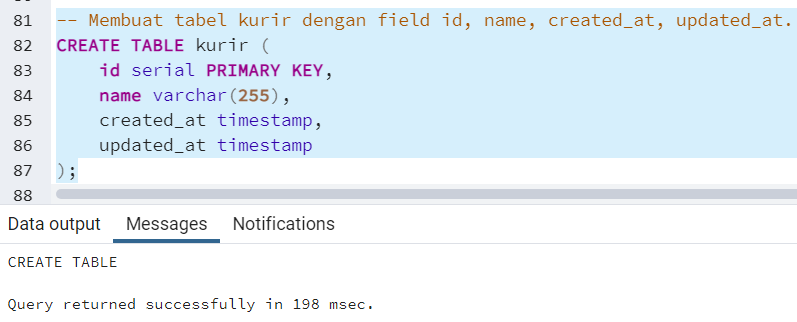 81 -- Membuat tabel kurir dengan field id, name, created_at, updated_at.
82 CREATE TABLE kurir (
83 id serial PRIMARY KEY,
84 name varchar(255),
85 created_at timestamp,
86 updated_at timestamp
87 );
88
Data output Messages Notifications
CREATE TABLE
Query returned successfully in 198 msec.